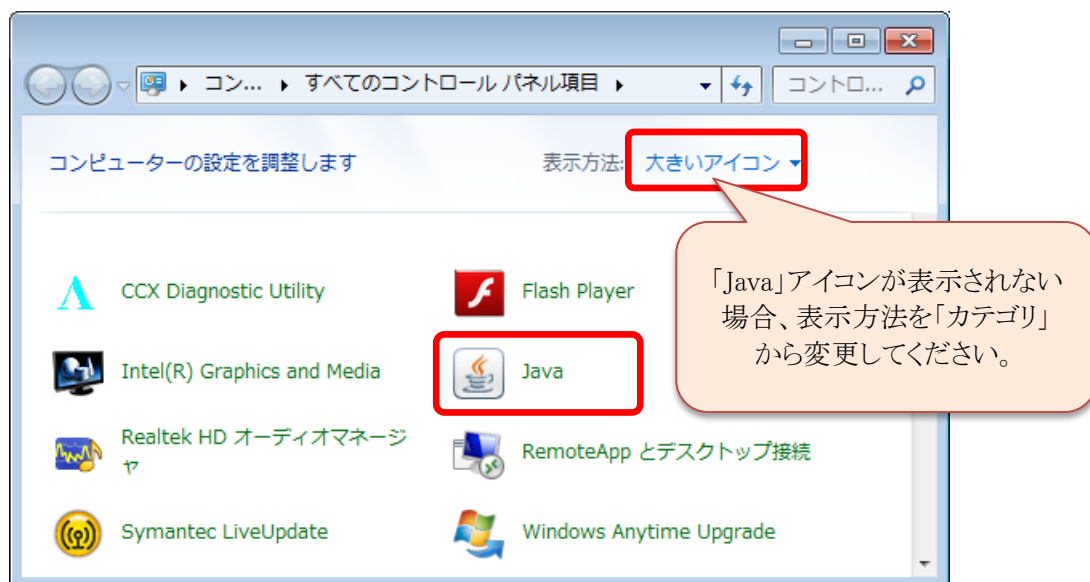 コン... すべてのコントロール パネル項目 コントロ...
コンピューターの設定を調整します 表示方法: 大きいアイコン
「Java」アイコンが表示されない
場合、表示方法を「カテゴリ」
から変更してください。
CCX Diagnostic Utility
Flash Player
Intel(R) Graphics and Media
Java
Realtek HD オーディオマネージ
ャ
RemoteApp とデスクトップ接続
Symantec LiveUpdate
Windows Anytime Upgrade